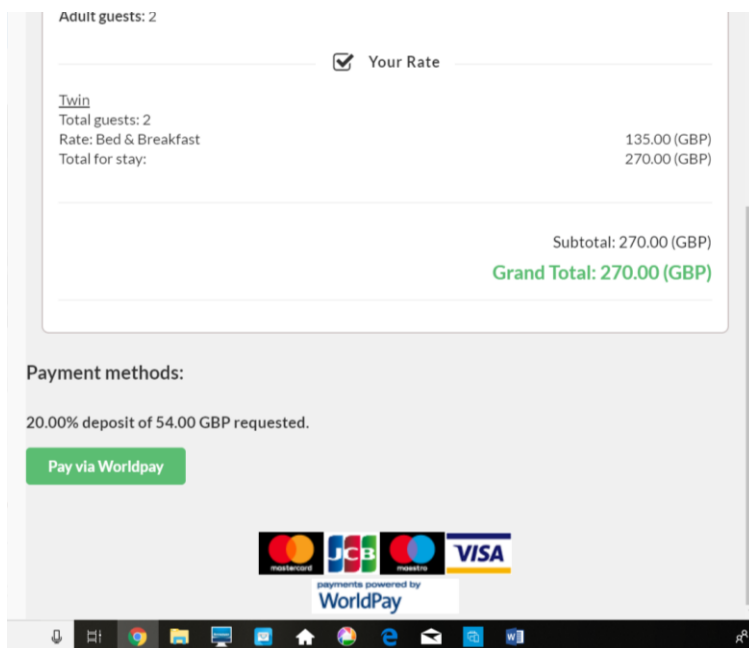 Adult guests: 2
Your Rate
Twin
Total guests: 2
Rate: Bed & Breakfast 135.00 (GBP)
Total for stay: 270.00 (GBP)
Subtotal: 270.00 (GBP)
Grand Total: 270.00 (GBP)
Payment methods:
20.00% deposit of 54.00 GBP requested.
Pay via Worldpay
mastercard JCB maestro VISA
payments powered by
WorldPay